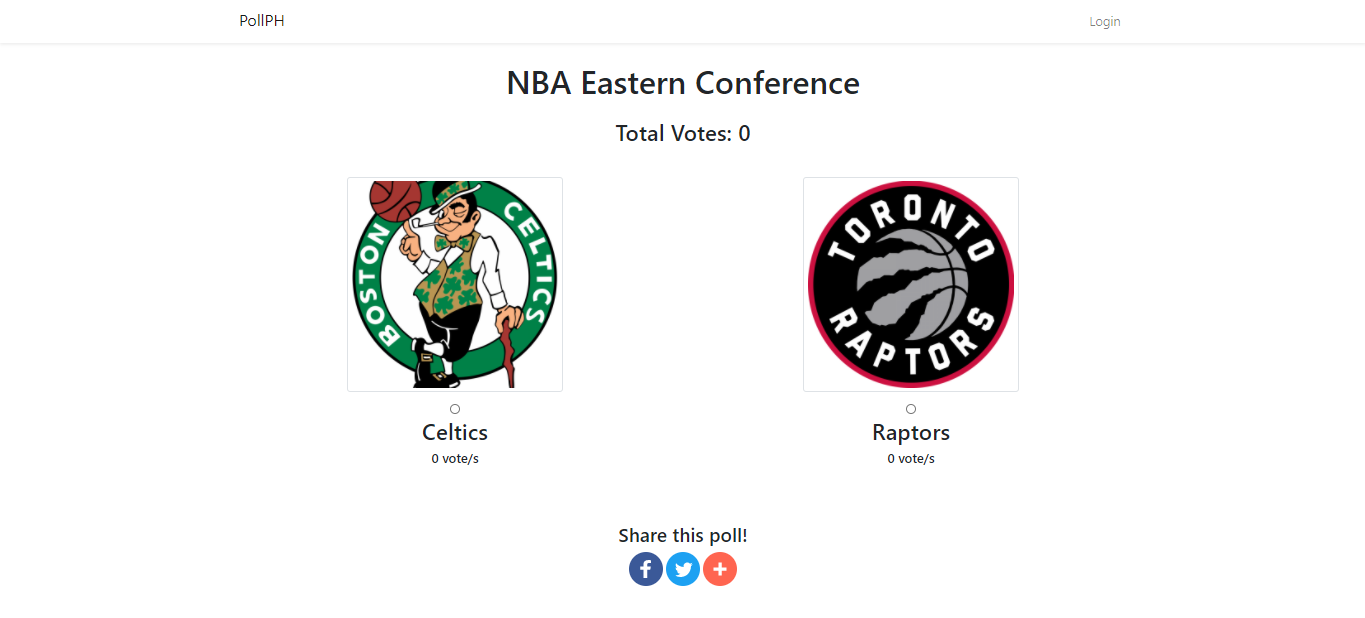 PollPH
Login
NBA Eastern Conference
Total Votes: 0
BOSTON CELTICS
TORONTO RAPTORS
Celtics
Raptors
0 vote/s
0 vote/s
Share this poll!